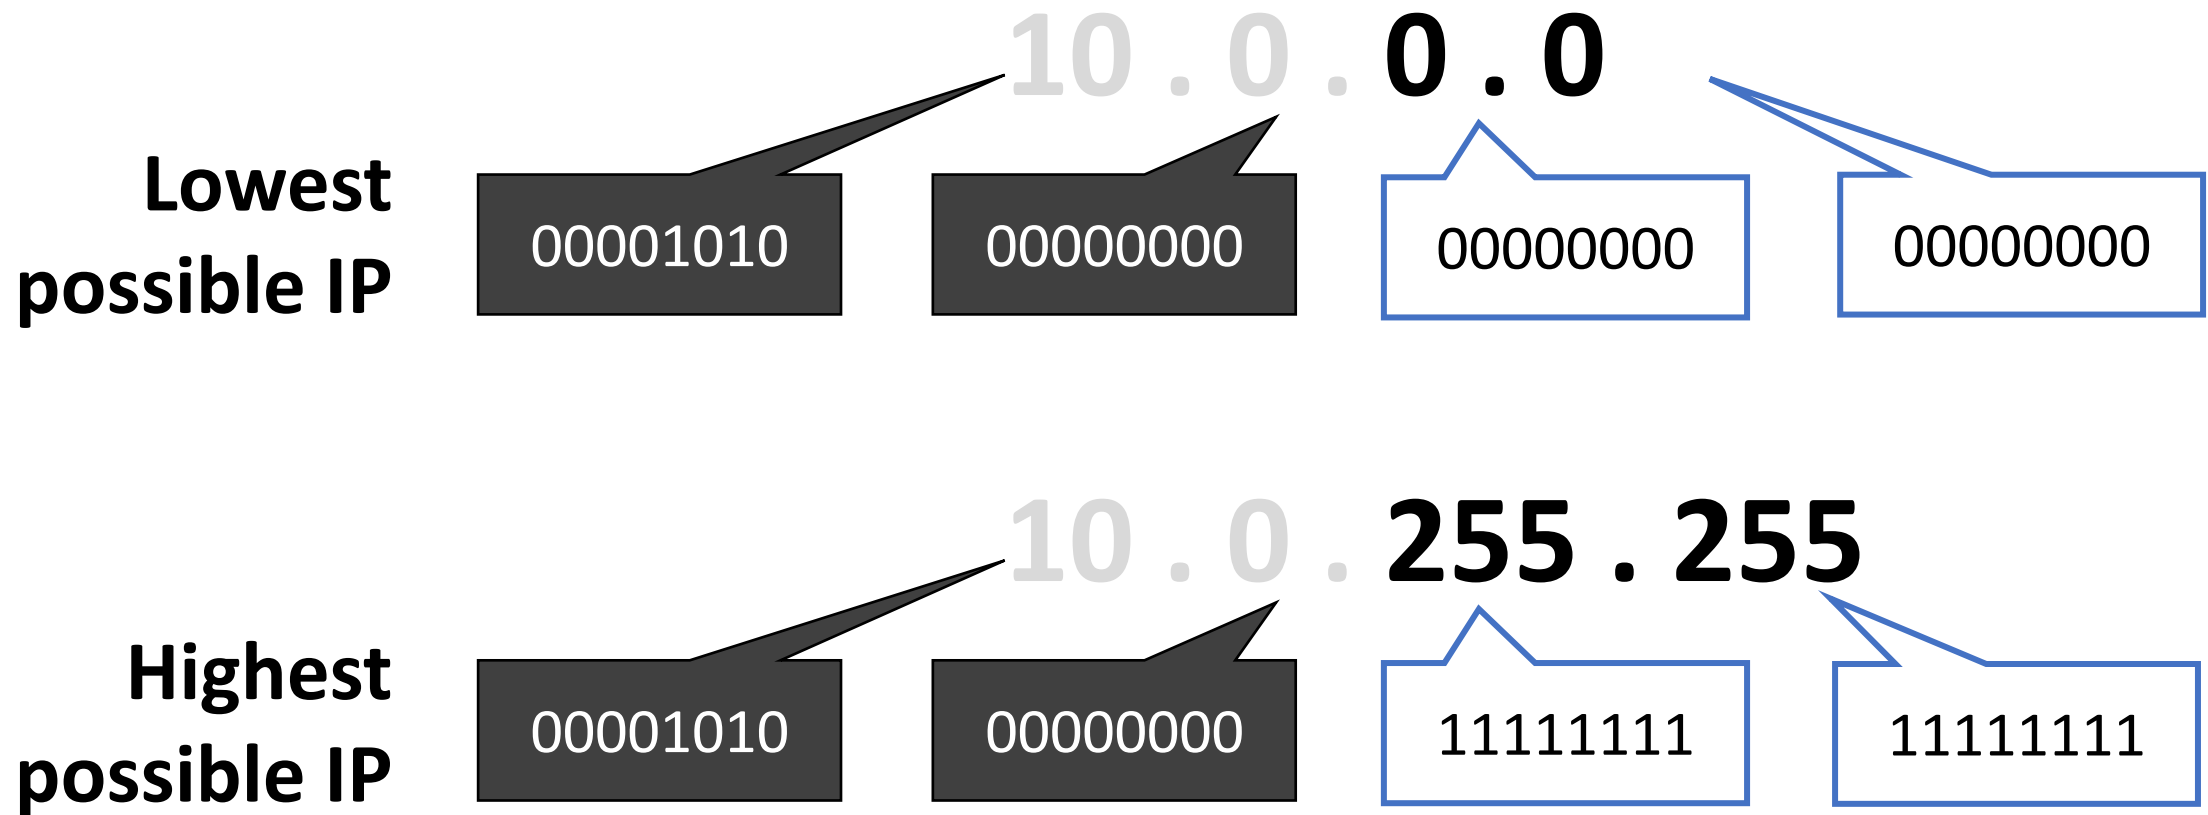 10 . 0 . 0 . 0
Lowest
possible IP
00001010
00000000
00000000
00000000
10 . 0 . 255 . 255
Highest
possible IP
00001010
00000000
11111111
11111111